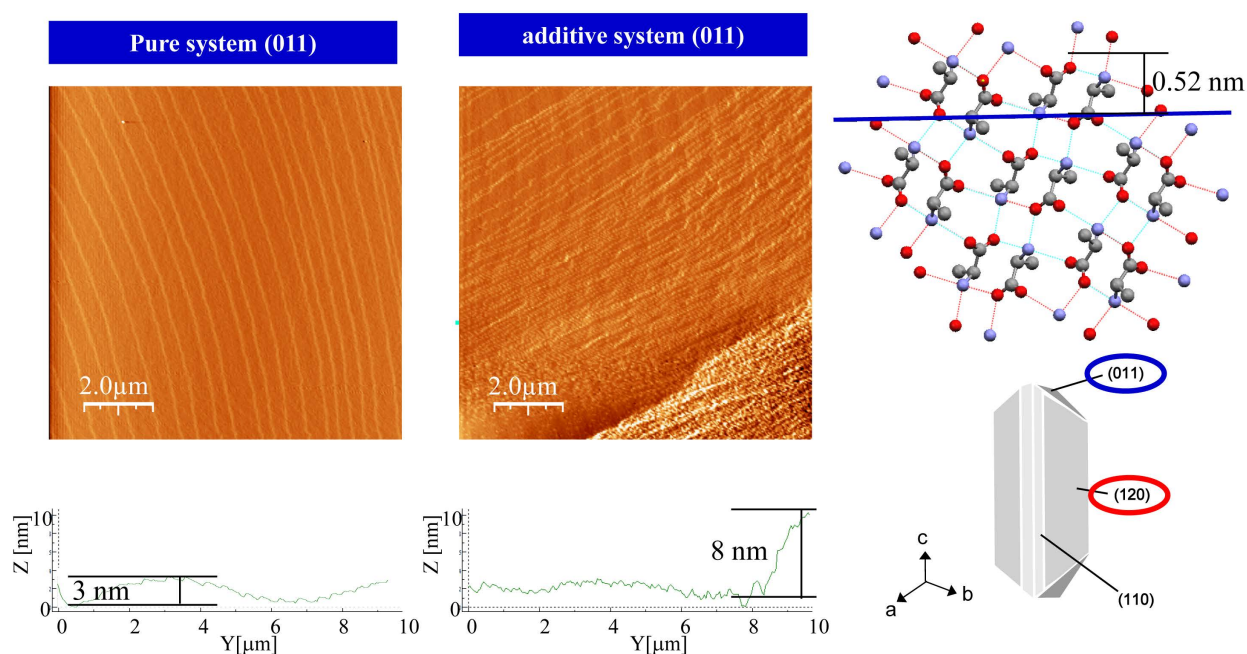 Pure system (011)
additive system (011)
0.52 nm
2.0µm
2.0µm
(011)
(120)
(110)
c
a
b
10
Z [nm]
0
3 nm
0
2
4
6
8
10
Y[µm]
10
Z [nm]
0
8 nm
0
2
4
6
8
10
Y[µm]